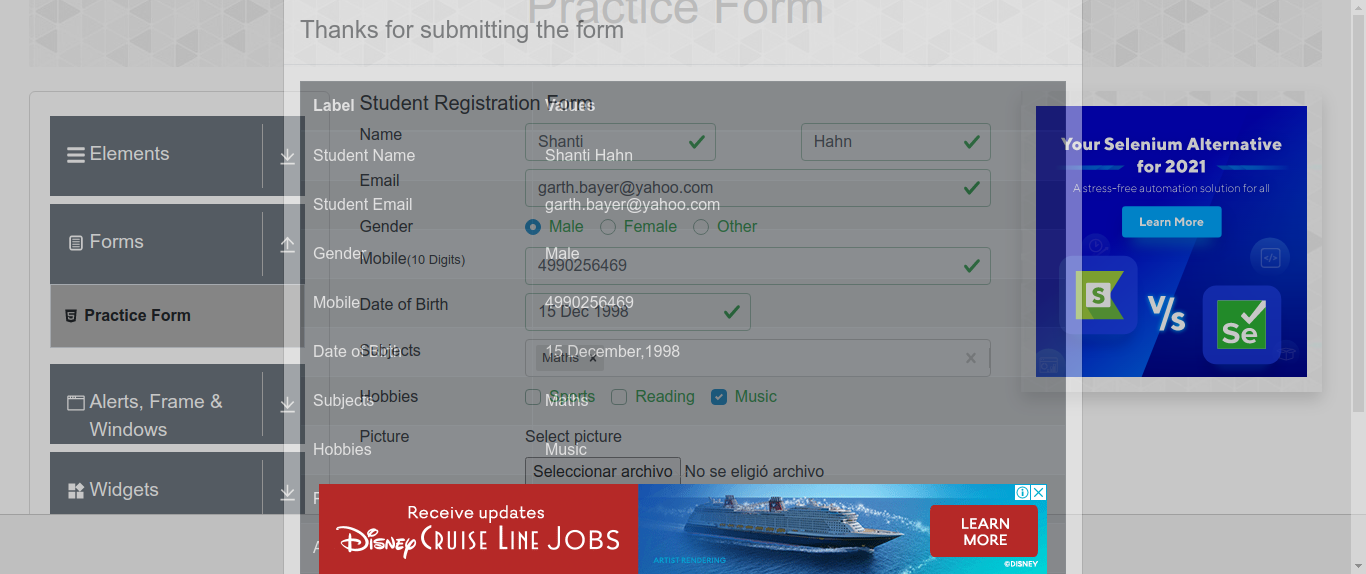 Practice Form
Thanks for submitting the form
Label
Values
Student Registration Form
Name
Shanti
Hahn
Student Name
Shanti Hahn
Email
garth.bayer@yahoo.com
Student Email
garth.bayer@yahoo.com
Gender
Male
Female
Other
Gender
Male
Mobile(10 Digits)
4990256469
Mobile
4990256469
Date of Birth
15 Dec 1998
Date of Birth
15 December,1998
Subjects
Maths ×
Subjects
Maths
Hobbies
Sports
Reading
Music
Hobbies
Music
Picture
Select picture
Seleccionar archivo No se eligió archivo
Elements
Forms
Practice Form
Alerts, Frame &
Windows
Widgets
Your Selenium Alternative
for 2021
A stress-free automation solution for all
Learn More
S
V/s
Se
Receive updates
Disney CRUISE LINE JOBS
ARTIST RENDERING
LEARN
MORE
©DISNEY